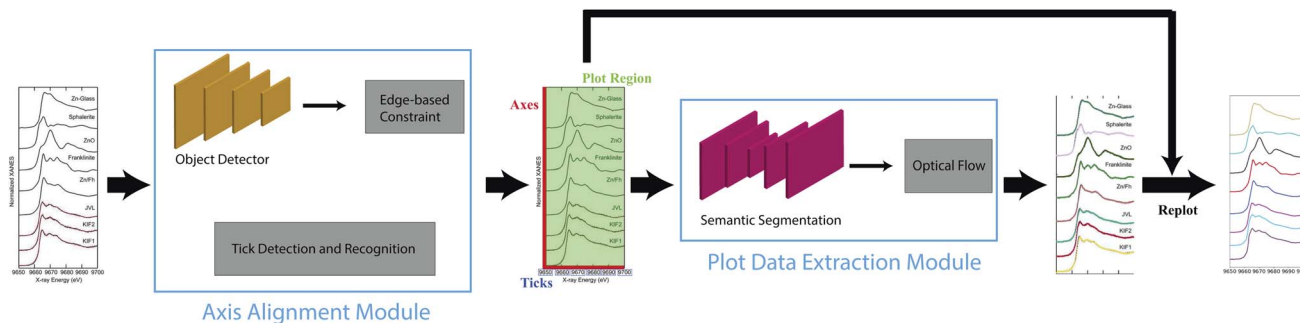 Normalized XANES
Zn-Glass
Sphalerite
ZnO
Franklinite
Zn/Fh
JVL
KIF2
KIF1
9650 9660 9670 9680 9690 9700
X-ray Energy (eV)
Object Detector
Edge-based
Constraint
Tick Detection and Recognition
Axis Alignment Module
Plot Region
Axes
Normalized XANES
Zn-Glass
Sphalerite
ZnO
Franklinite
Zn/Fh
JVL
KIF2
KIF1
9650 9660 9670 9680 9690 9700
X-ray Energy (eV)
Ticks
Semantic Segmentation
Optical Flow
Plot Data Extraction Module
Zn-Glass
Sphalerite
ZnO
Franklinite
Zn/Fh
JVL
KIF2
KIF1
Replot
9650 9660 9670 9680 9690